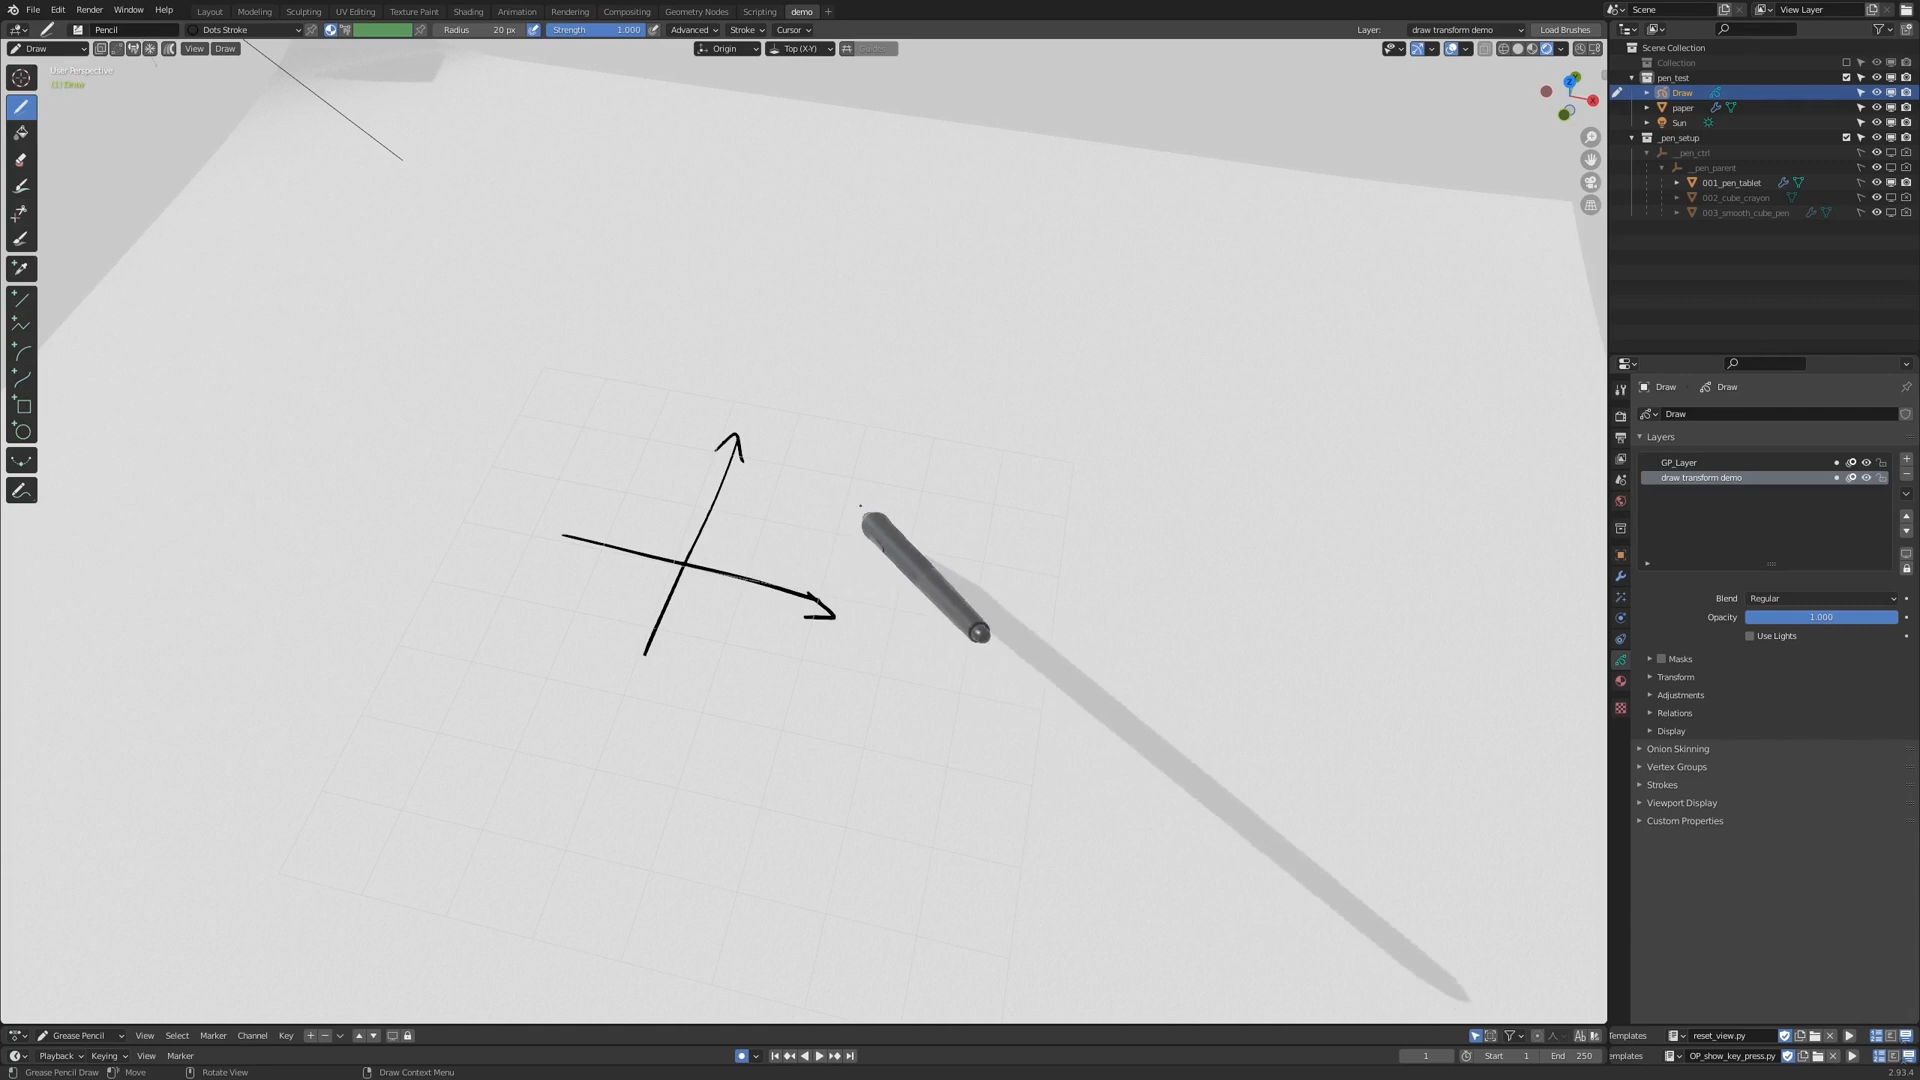 File Edit Render Window Help Layout Modeling Sculpting UV Editing Texture Paint Shading Animation Rendering Compositing Geometry Nodes Scripting demo + Scene View Layer
Pencil Dots Stroke Radius 20 px Strength 1.000 Advanced Stroke Cursor Layer: draw transform demo Load Brushes
Draw View Draw Origin Top (X-Y) Guides
User Perspective
(1) Draw
Z
Y
X
Scene Collection
Collection
pen_test
Draw
paper
Sun
_pen_setup
__pen_ctrl
__pen_parent
001_pen_tablet
002_cube_crayon
003_smooth_cube_pen
Draw Draw
Draw
Layers
GP_Layer
draw transform demo
Blend Regular
Opacity 1.000
Use Lights
Masks
Transform
Adjustments
Relations
Display
Onion Skinning
Vertex Groups
Strokes
Viewport Display
Custom Properties
Grease Pencil View Select Marker Channel Key Templates reset_view.py
Playback Keying View Marker 1 Start 1 End 250 emplates OP_show_key_press.py
Grease Pencil Draw Move Rotate View Draw Context Menu 2.93.4